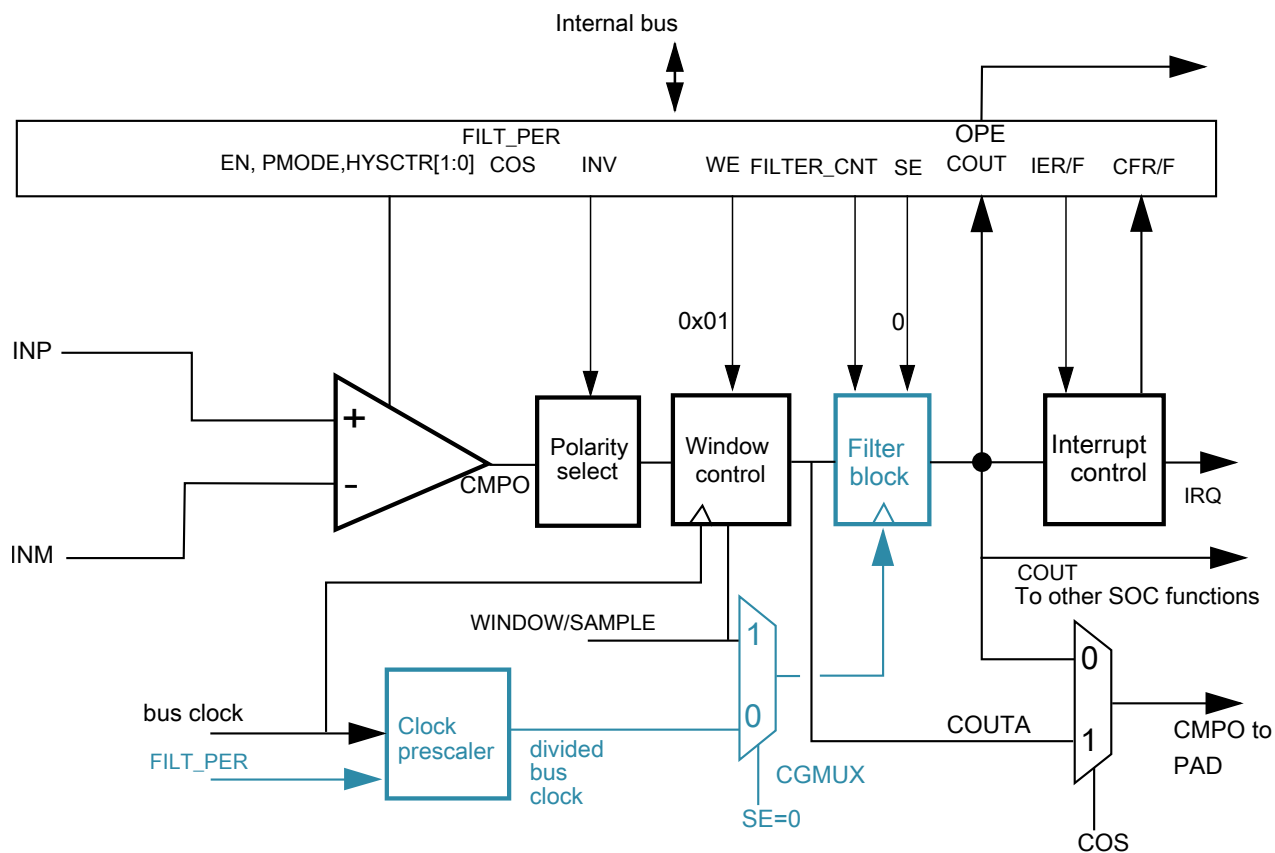 Internal bus
FILT_PER
OPE
EN, PMODE,HYSCTR[1:0]
COS
INV
WE
FILTER_CNT
SE
COUT
IER/F
CFR/F
0x01
0
INP
+
-
INM
CMPO
Polarity
select
Window
control
Filter
block
Interrupt
control
IRQ
COUT
To other SOC functions
WINDOW/SAMPLE
1
0
bus clock
FILT_PER
Clock
prescaler
divided
bus
clock
CGMUX
SE=0
COUTA
0
1
CMPO to
PAD
COS